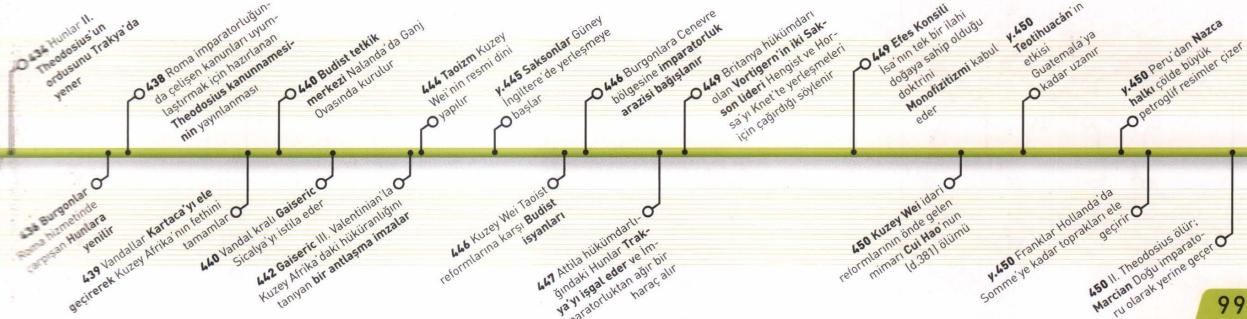 434 Hunlar II.
Theodosius'un
ordusunu Trakya'da
yener
438 Roma imparatorluğun-
da çelişen kanunları uyum-
laştırmak için hazırlanan
Theodosius kanunnamesi-
nin yayınlanması
440 Budist tetkik
merkezi Nalanda'da Ganj
Ovasında kurulur
444 Taoizm Kuzey
Wei'nin resmi dini
yapılır
y.445 Saksonlar Güney
İngiltere'de yerleşmeye
başlar
446 Burgonlara Cenevre
bölgesine imparatorluk
arazisi bağışlanır
449 Britanya hükümdarı
olan Vortigern'in iki Sak-
son lideri Hengist ve Hor-
sa'yı Knet'te yerleşmeleri
için çağırdığı söylenir
449 Efes Konsili
İsa'nın tek bir ilahi
doğaya sahip olduğu
doktrini
Monofizitizmi kabul
eder
y.450
Teotihuacán'ın
etkisi
Guatemala'ya
kadar uzanır
y.450 Peru'dan Nazca
halkı çölde büyük
petroglif resimler çizer
436 Burgonlar
Roma hizmetinde
çarpışan Hunlara
yenilir
439 Vandallar Kartaca'yı ele
geçirerek Kuzey Afrika'nın fethini
tamamlar
440 Vandal kralı Gaiseric
Sicalya'yı istila eder
442 Gaiseric III. Valentinian'la
Kuzey Afrika'daki hükümranlığını
tanıyan bir antlaşma imzalar
446 Kuzey Wei Taoist
reformlarına karşı Budist
isyanları
447 Attila hükümdarlı-
ğındaki Hunlar Trak-
ya'yı işgal eder ve İm-
paratorluktan ağır bir
haraç alır
450 Kuzey Wei idari
reformlarının önde gelen
mimarı Cui Hao'nun
[d.381] ölümü
y.450 Franklar Hollanda'da
Somme'ye kadar toprakları ele
geçirir
450 II. Theodosius ölür;
Marcian Doğu imparato-
ru olarak yerine geçer
99